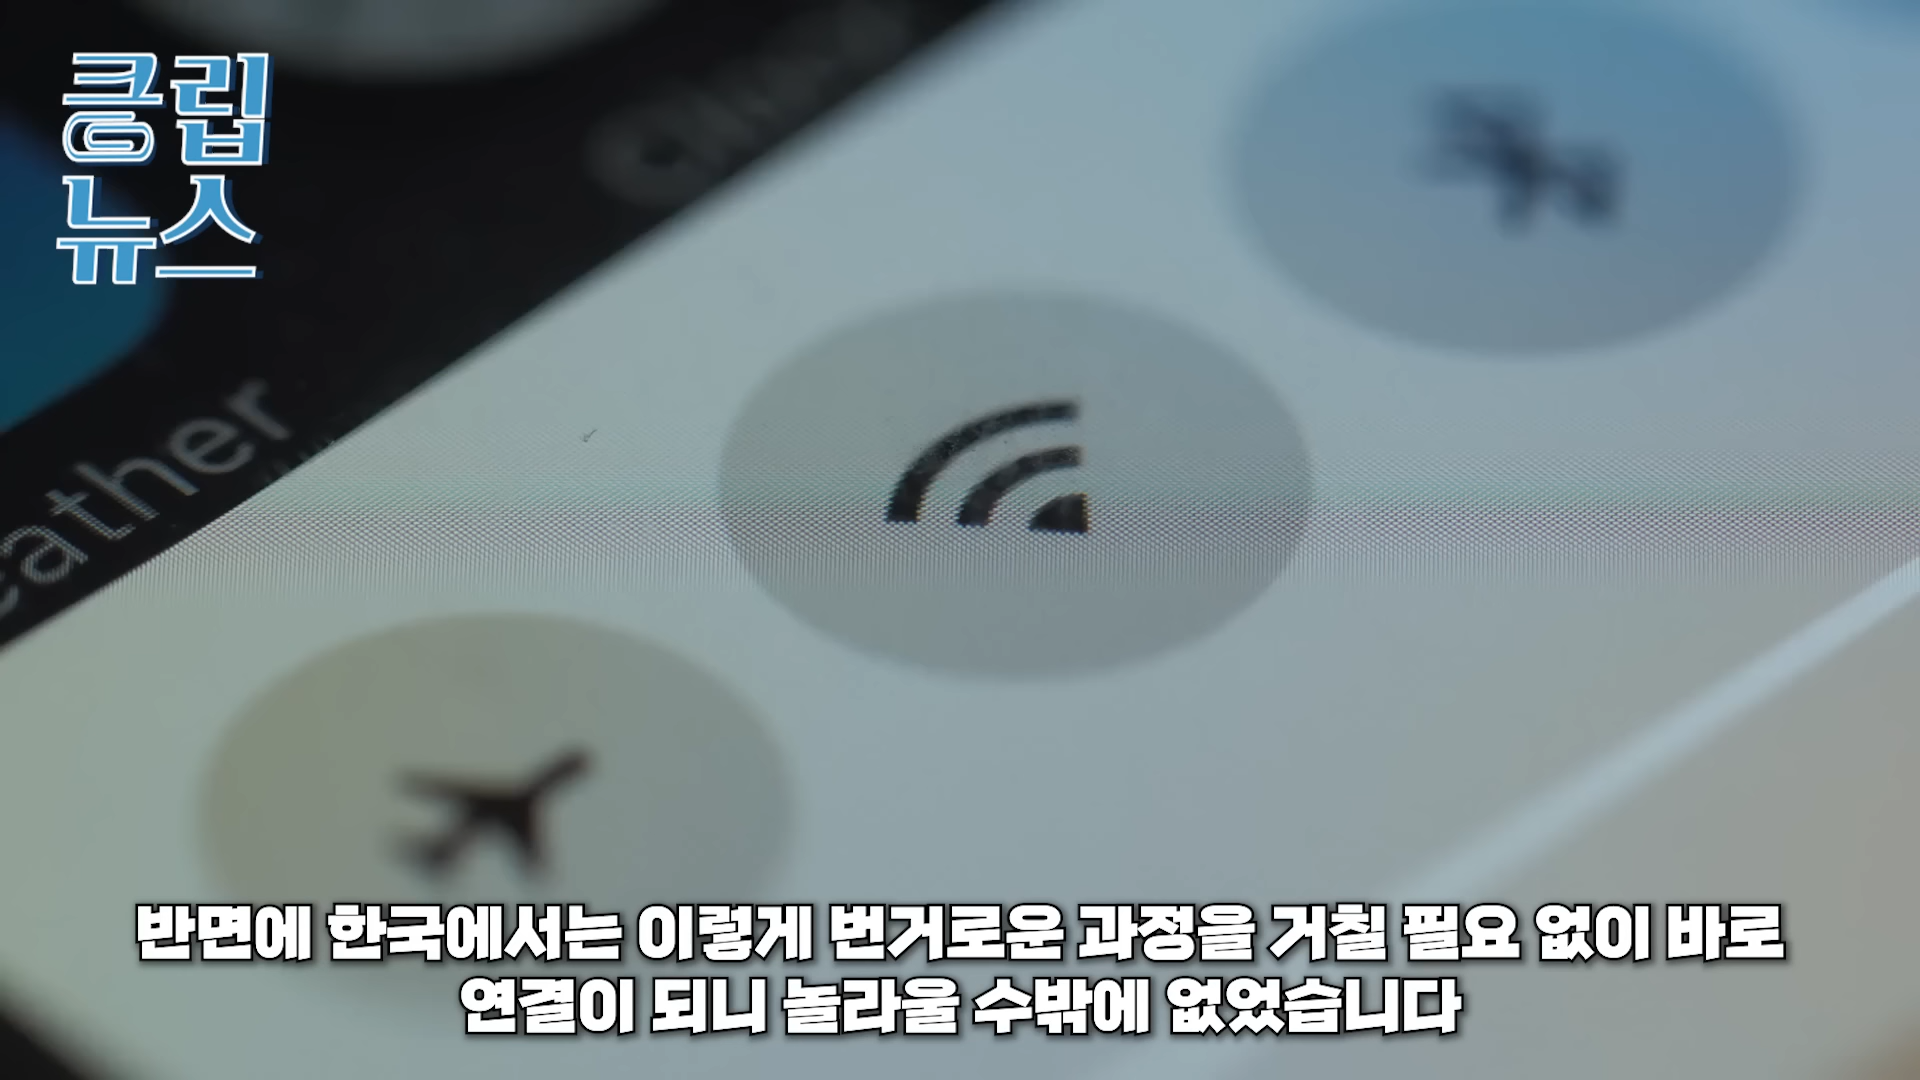 클립
뉴스
eather
반면에 한국에서는 이렇게 번거로운 과정을 거칠 필요 없이 바로
연결이 되니 놀라울 수밖에 없었습니다